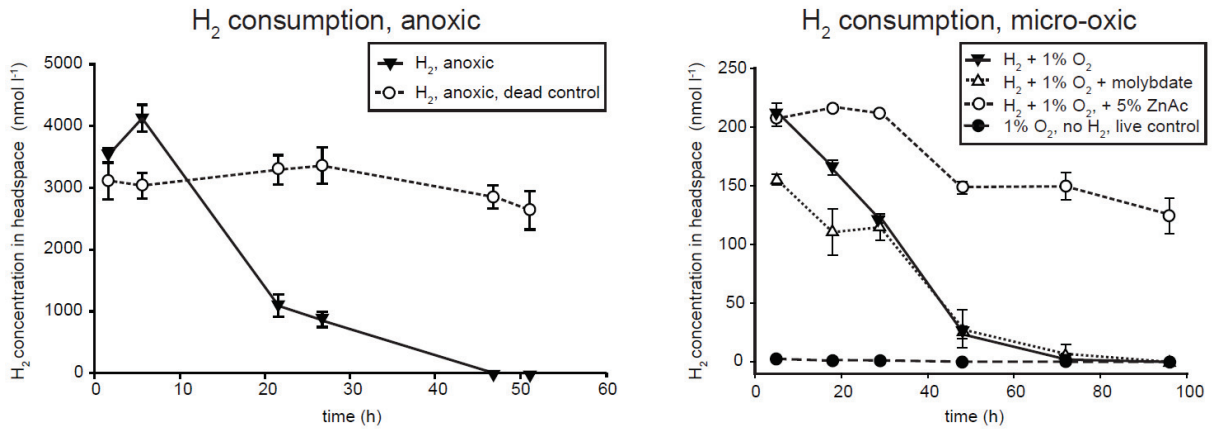 H₂ consumption, anoxic
H₂, anoxic
H₂, anoxic, dead control
H₂ concentration in headspace (nmol l⁻¹)
5000
4000
3000
2000
1000
0
0 10 20 30 40 50 60
time (h)
H₂ consumption, micro-oxic
H₂ + 1% O₂
H₂ + 1% O₂ + molybdate
H₂ + 1% O₂, + 5% ZnAc
1% O₂, no H₂, live control
H₂ concentration in headspace (nmol l⁻¹)
250
200
150
100
50
0
0 20 40 60 80 100
time (h)